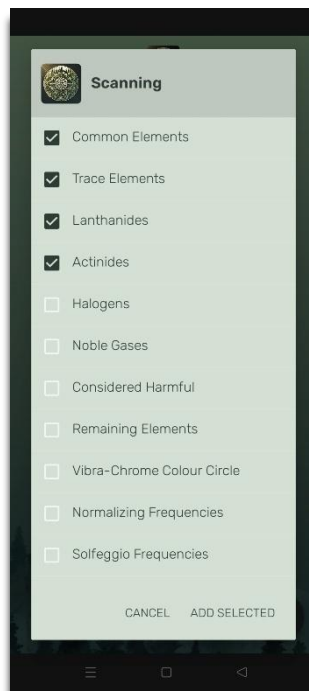 Scanning
Common Elements
Trace Elements
Lanthanides
Actinides
Halogens
Noble Gases
Considered Harmful
Remaining Elements
Vibra-Chrome Colour Circle
Normalizing Frequencies
Solfeggio Frequencies
CANCEL ADD SELECTED